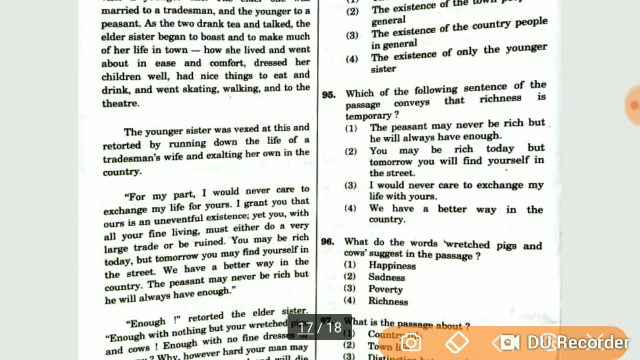 married to a tradesman, and the younger to a
peasant. As the two drank tea and talked, the
elder sister began to boast and to make much
of her life in town — how she lived and went
about in ease and comfort, dressed her
children well, had nice things to eat and
drink, and went skating, walking, and to the
theatre.
The younger sister was vexed at this and
retorted by running down the life of a
tradesman's wife and exalting her own in the
country.
"For my part, I would never care to
exchange my life for yours. I grant you that
ours is an uneventful existence; yet you, with
all your fine living, must either do a very
large trade or be ruined. You may be rich
today, but tomorrow you may find yourself in
the street. We have a better way in the
country. The peasant may never be rich but
he will always have enough."
"Enough !" retorted the elder sister.
"Enough with nothing but your wretched
and cows ! Enough with no fine
? Why, however hard your man may
will die
(2) The existence of the town
general
(3) The existence of the country people
in general
(4) The existence of only the younger
sister
95. Which of the following sentence of the
passage conveys that richness is
temporary ?
(1) The peasant may never be rich but
he will always have enough.
(2) You may be rich today but
tomorrow you will find yourself in
the street.
(3) I would never care to exchange my
life with yours.
(4) We have a better way in the
country.
96. What do the words 'wretched pigs and
cows' suggest in the passage ?
(1) Happiness
(2) Sadness
(3) Poverty
(4) Richness
97. What is the passage about ?
(1)
(2)
(3)
17 / 18
DU Recorder